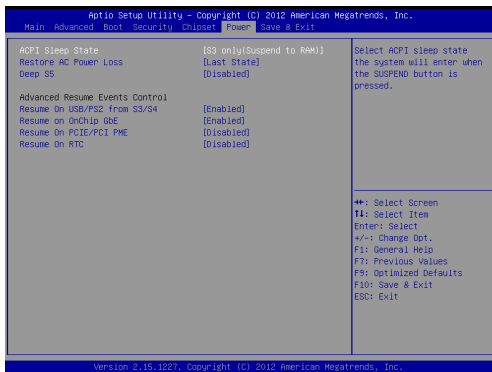 Aptio Setup Utility – Copyright (C) 2012 American Megatrends, Inc.
Main Advanced Boot Security Chipset Power Save & Exit
ACPI Sleep State [S3 only(Suspend to RAM)]
Restore AC Power Loss [Last State]
Deep S5 [Disabled]
Advanced Resume Events Control
Resume On USB/PS2 from S3/S4 [Enabled]
Resume on OnChip GbE [Enabled]
Resume On PCIE/PCI PME [Disabled]
Resume On RTC [Disabled]
Select ACPI sleep state
the system will enter when
the SUSPEND button is
pressed.
→←: Select Screen
↑↓: Select Item
Enter: Select
+/-: Change Opt.
F1: General Help
F7: Previous Values
F9: Optimized Defaults
F10: Save & Exit
ESC: Exit
Version 2.15.1227. Copyright (C) 2012 American Megatrends, Inc.